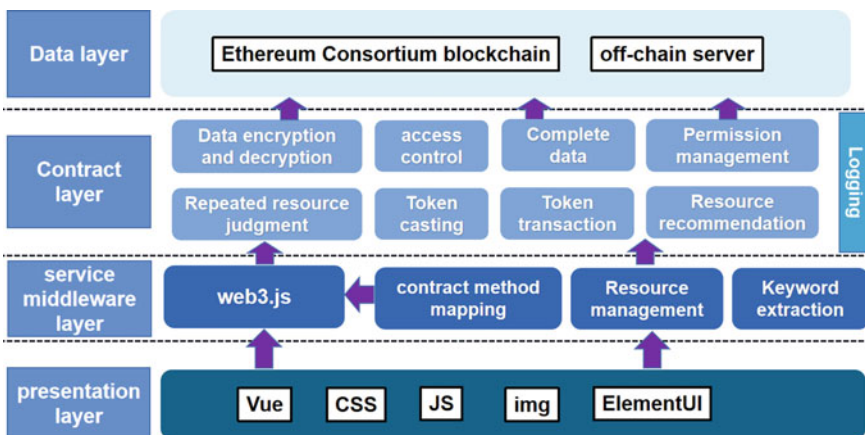 Data layer
Ethereum Consortium blockchain
off-chain server
Contract
layer
Data encryption
and decryption
access
control
Complete
data
Permission
management
Repeated resource
judgment
Token
casting
Token
transaction
Resource
recommendation
Logging
service
middleware
layer
web3.js
contract method
mapping
Resource
management
Keyword
extraction
presentation
layer
Vue
CSS
JS
img
ElementUI